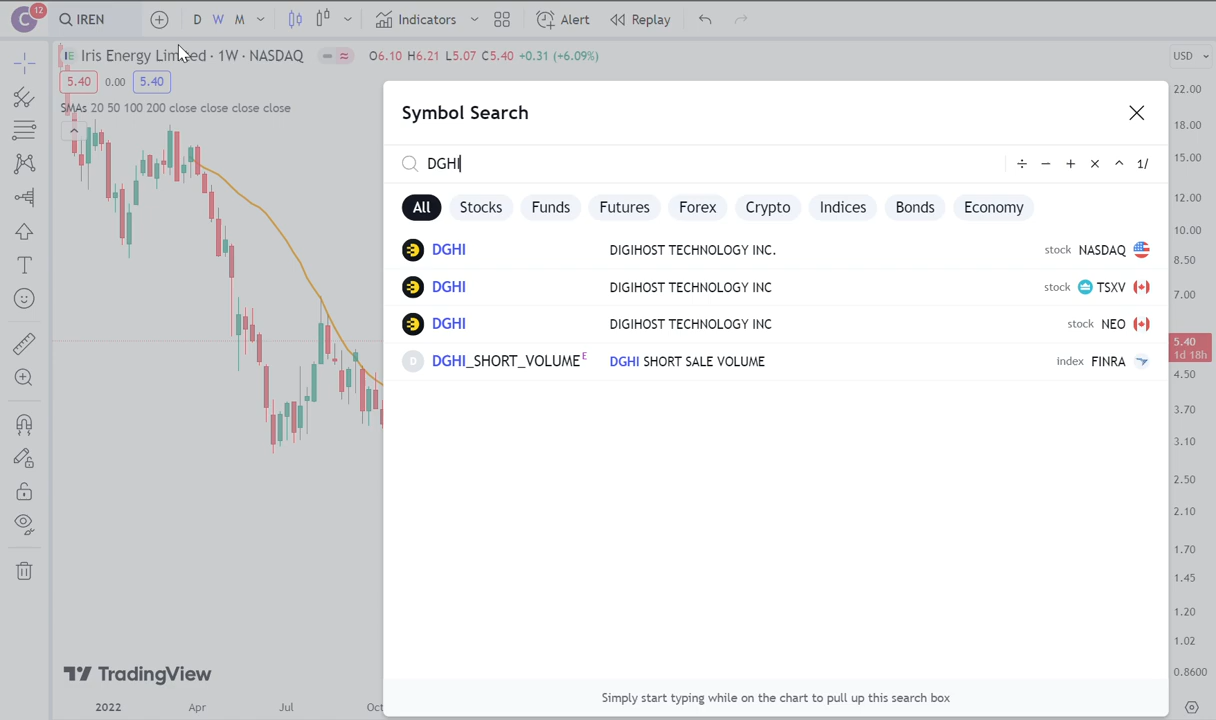 C 12 IREN D W M Indicators Alert Replay
IE Iris Energy Limited · 1W · NASDAQ O6.10 H6.21 L5.07 C5.40 +0.31 (+6.09%) USD
5.40 0.00 5.40
SMAs 20 50 100 200 close close close close
Symbol Search
DGHI ÷ − + × ^ 1/
All Stocks Funds Futures Forex Crypto Indices Bonds Economy
DGHI DIGIHOST TECHNOLOGY INC. stock NASDAQ
DGHI DIGIHOST TECHNOLOGY INC stock TSXV
DGHI DIGIHOST TECHNOLOGY INC stock NEO
D DGHI_SHORT_VOLUME E DGHI SHORT SALE VOLUME index FINRA
Simply start typing while on the chart to pull up this search box
22.00
18.00
15.00
12.00
10.00
8.50
7.00
5.40
1d 18h
4.50
3.70
3.10
2.50
2.10
1.70
1.45
1.20
1.02
0.8600
TradingView
2022 Apr Jul Oct